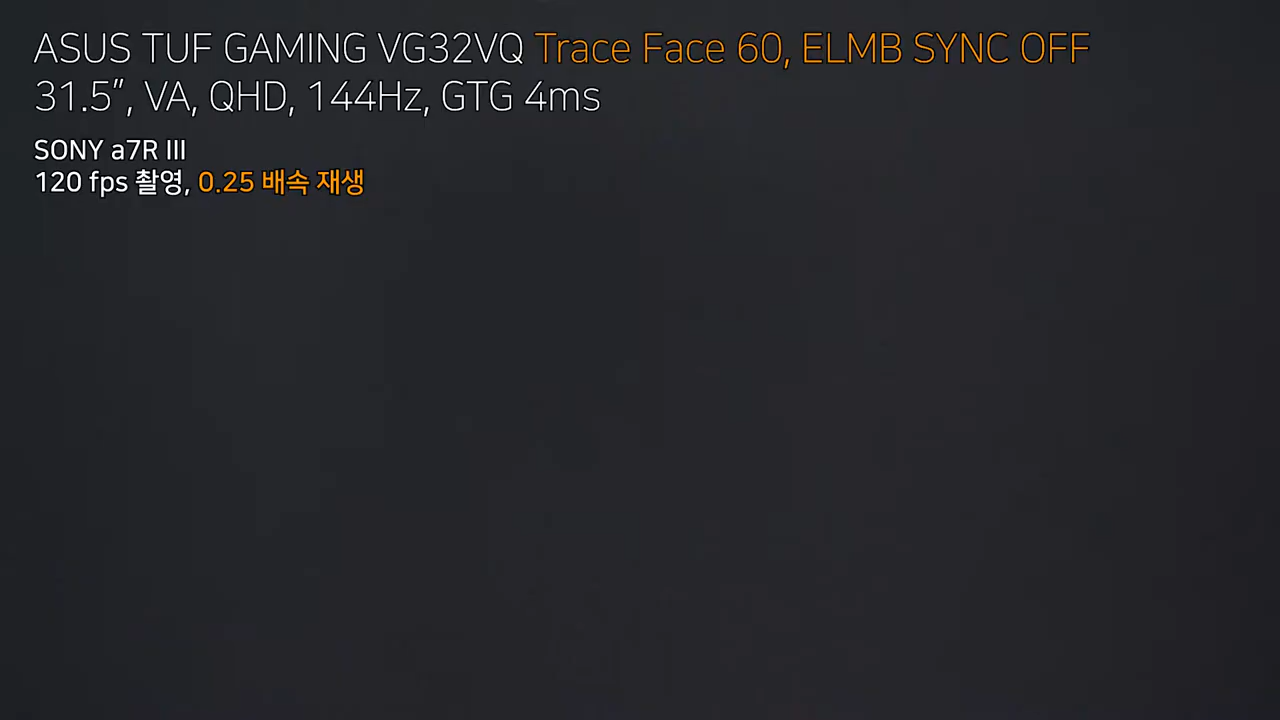 ASUS TUF GAMING VG32VQ Trace Face 60, ELMB SYNC OFF
31.5”, VA, QHD, 144Hz, GTG 4ms
SONY a7R III
120 fps 촬영, 0.25 배속 재생